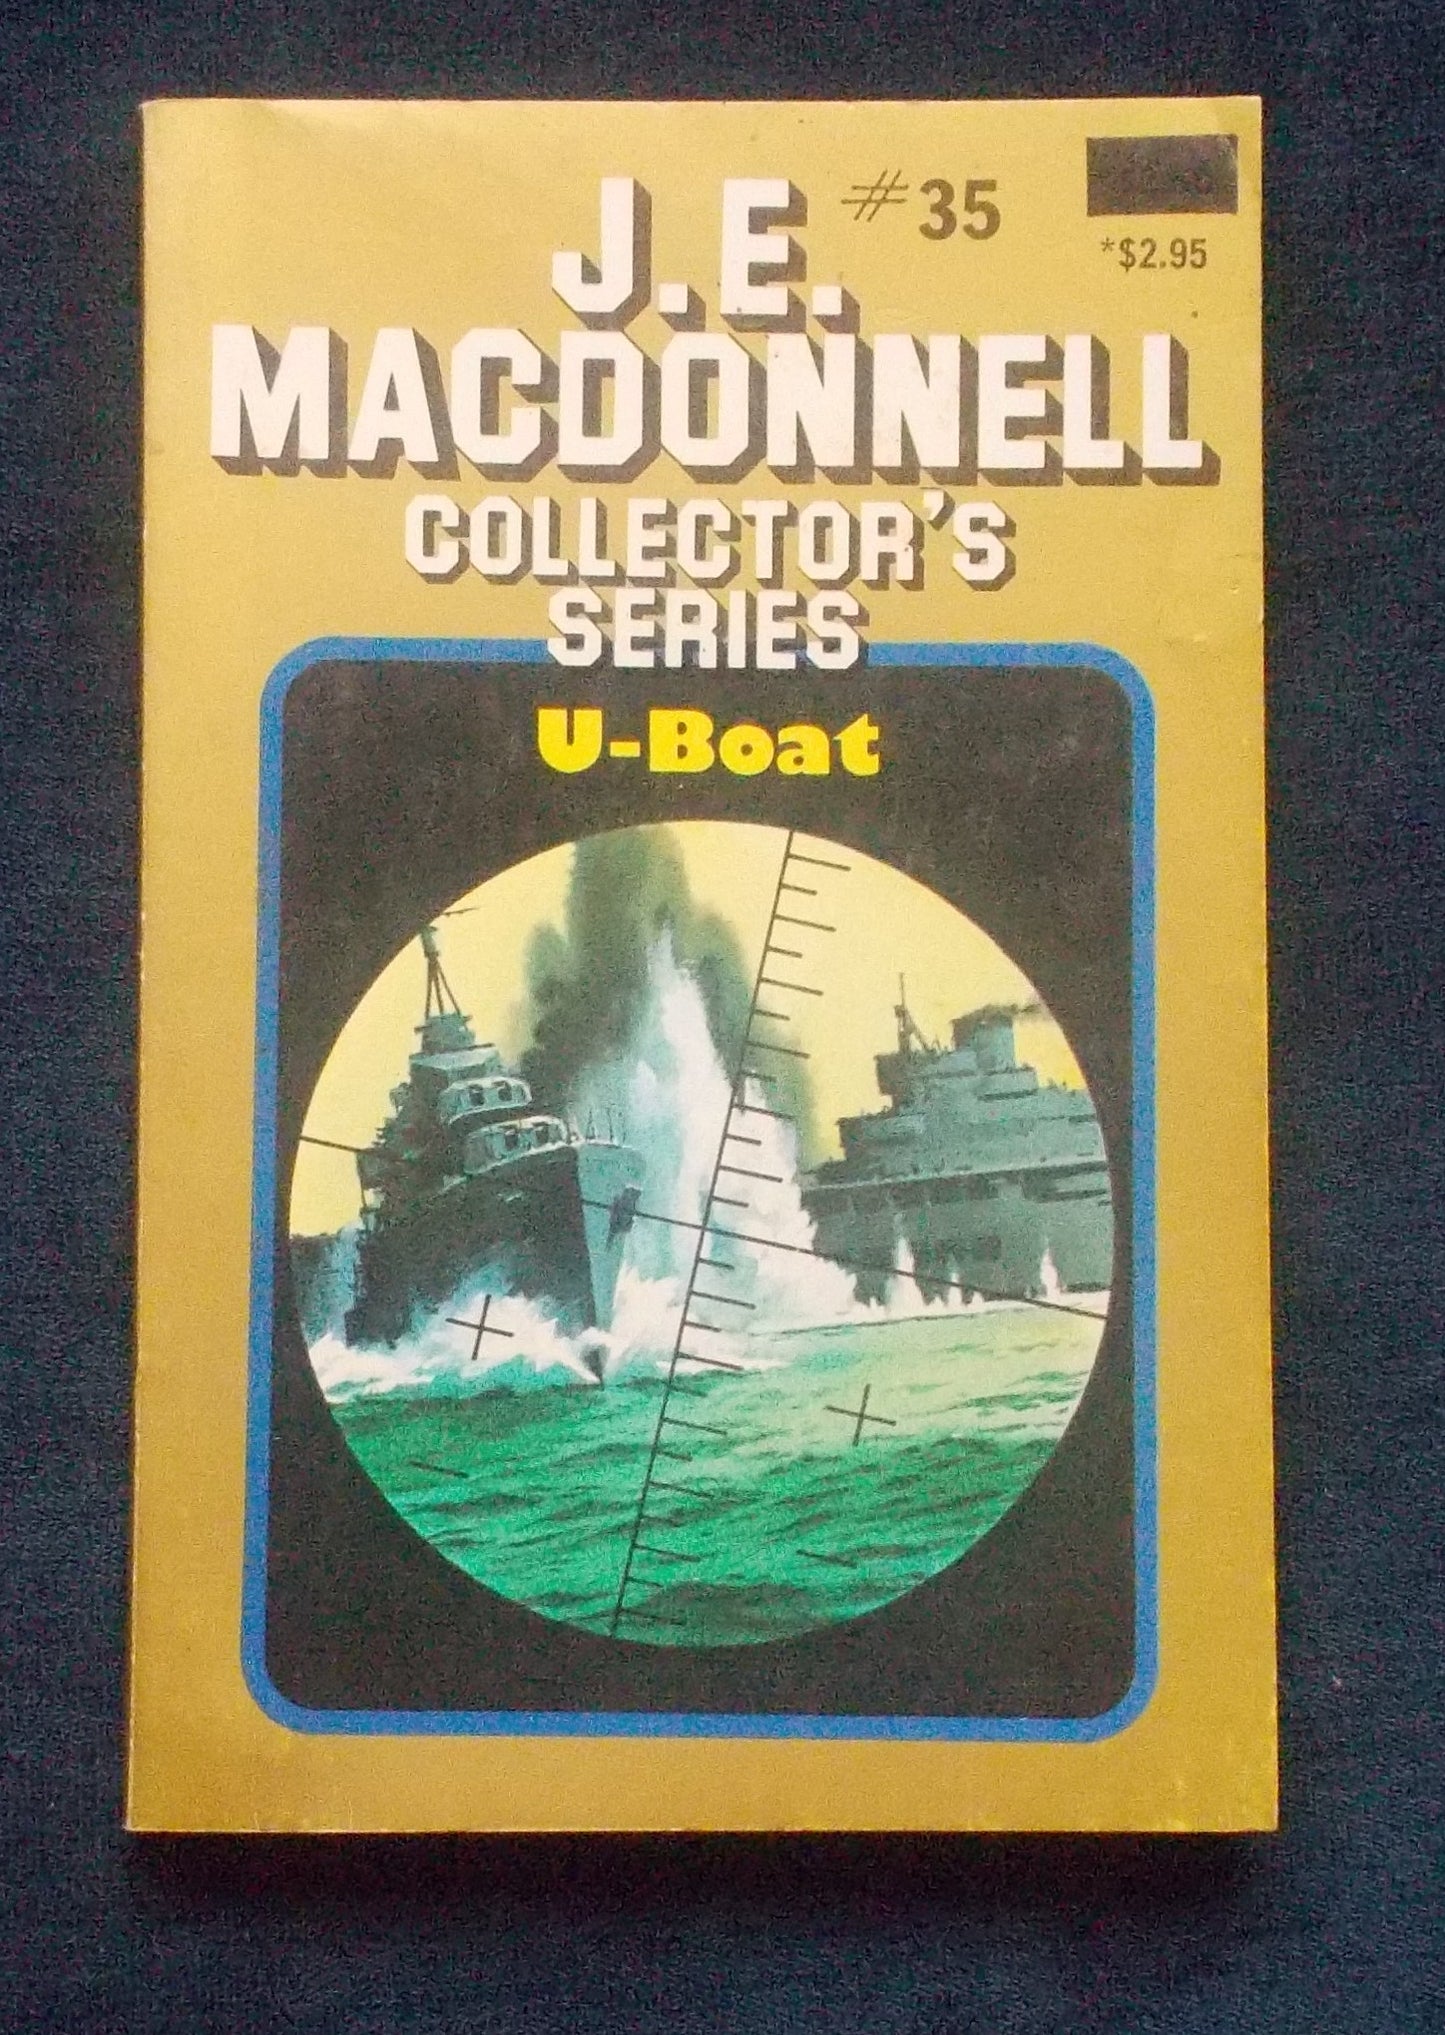 J. E. #35
*$2.95
MACDONNELL
COLLECTOR'S
SERIES
U-Boat